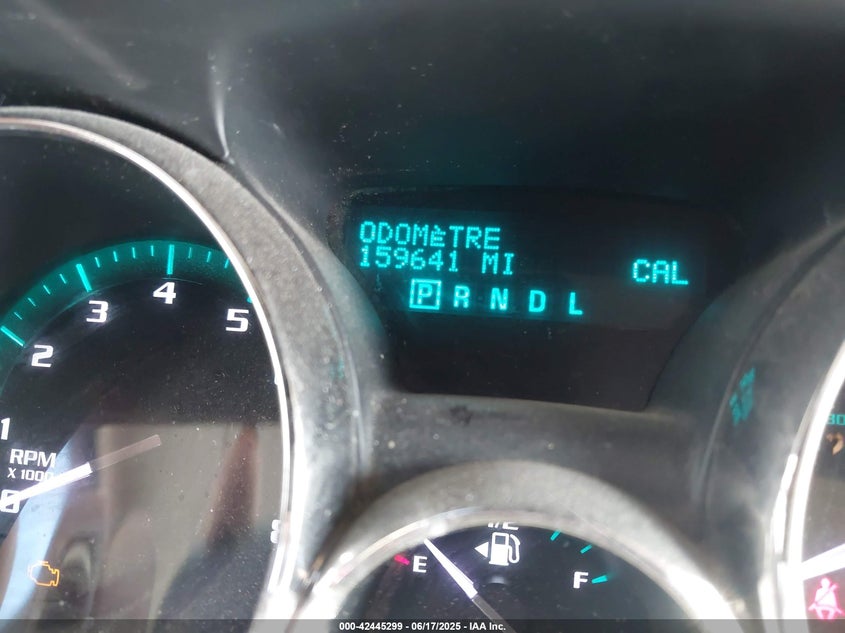 ODOMèTRE
159641 MI
CAL
P R N D L
1
2
3
4
5
RPM
X 1000
0
8
1/2
E
F
000-42445299 - 06/17/2025 - IAA Inc.